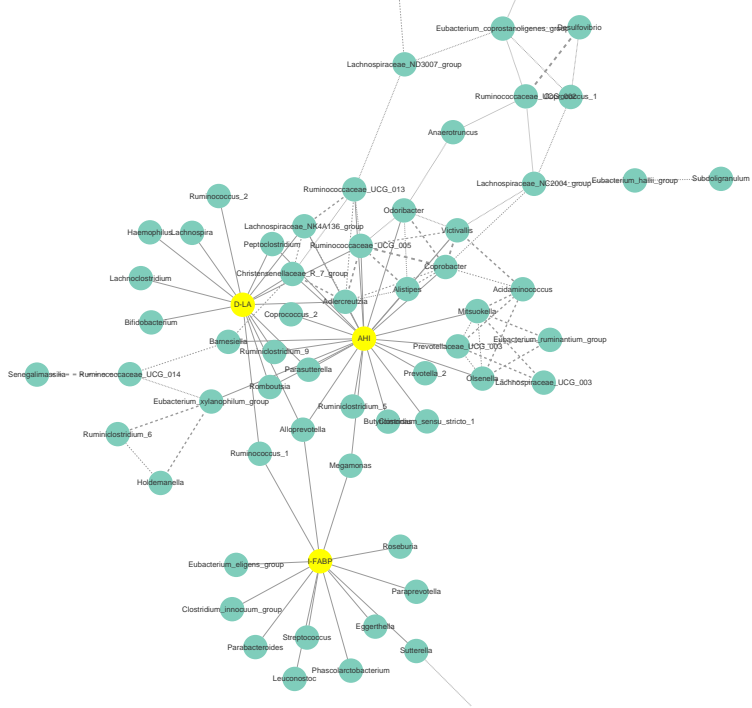 Eubacterium_coprostanoligenes_group
Desulfovibrio
Lachnospiraceae_ND3007_group
Ruminococcaceae_UCG_002
Coprococcus_1
Anaerotruncus
Subdoligranulum
Eubacterium_hallii_group
Lachnospiraceae_NC2004_group
Ruminococcaceae_UCG_013
Ruminococcus_2
Odoribacter
Lachnospiraceae_NK4A136_group
Victivallis
Haemophilus
Lachnospira
Peptoclostridium
Ruminococcaceae_UCG_005
Coprobacter
Christensenellaceae_R_7_group
Lachnoclostridium
Alistipes
Acidaminococcus
Adlercreutzia
D-LA
Mitsuokella
Coprococcus_2
Bifidobacterium
AHI
Eubacterium_ruminantium_group
Barnesiella
Prevotellaceae_UCG_003
Ruminiclostridium_9
Parasutterella
Prevotella_2
Senegalimassilia
Ruminococcaceae_UCG_014
Olsenella
Lachnospiraceae_UCG_003
Romboutsia
Eubacterium_xylanophilum_group
Ruminiclostridium_5
Clostridium_sensu_stricto_1
Alloprevotella
Ruminiclostridium_6
Ruminococcus_1
Megamonas
Holdemanella
Roseburia
I-FABP
Eubacterium_eligens_group
Paraprevotella
Clostridium_innocuum_group
Eggerthella
Streptococcus
Parabacteroides
Sutterella
Phascolarctobacterium
Leuconostoc